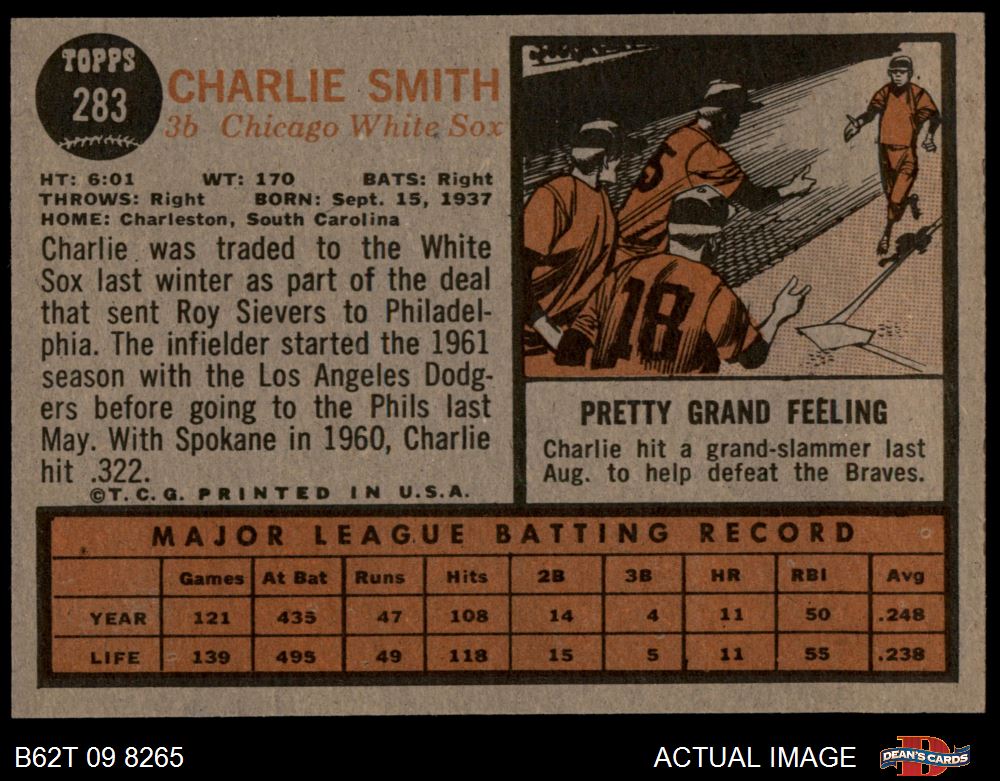 TOPPS
283
CHARLIE SMITH
3b Chicago White Sox
HT: 6:01 WT: 170 BATS: Right
THROWS: Right BORN: Sept. 15, 1937
HOME: Charleston, South Carolina
Charlie was traded to the White
Sox last winter as part of the deal
that sent Roy Sievers to Philadel-
phia. The infielder started the 1961
season with the Los Angeles Dodg-
ers before going to the Phils last
May. With Spokane in 1960, Charlie
hit .322.
©T. C. G. PRINTED IN U.S.A.
5
18
PRETTY GRAND FEELING
Charlie hit a grand-slammer last
Aug. to help defeat the Braves.
MAJOR LEAGUE BATTING RECORD
Games At Bat Runs Hits 2B 3B HR RBI Avg
YEAR 121 435 47 108 14 4 11 50 .248
LIFE 139 495 49 118 15 5 11 55 .238
B62T 09 8265
ACTUAL IMAGE
DEAN'S CARDS